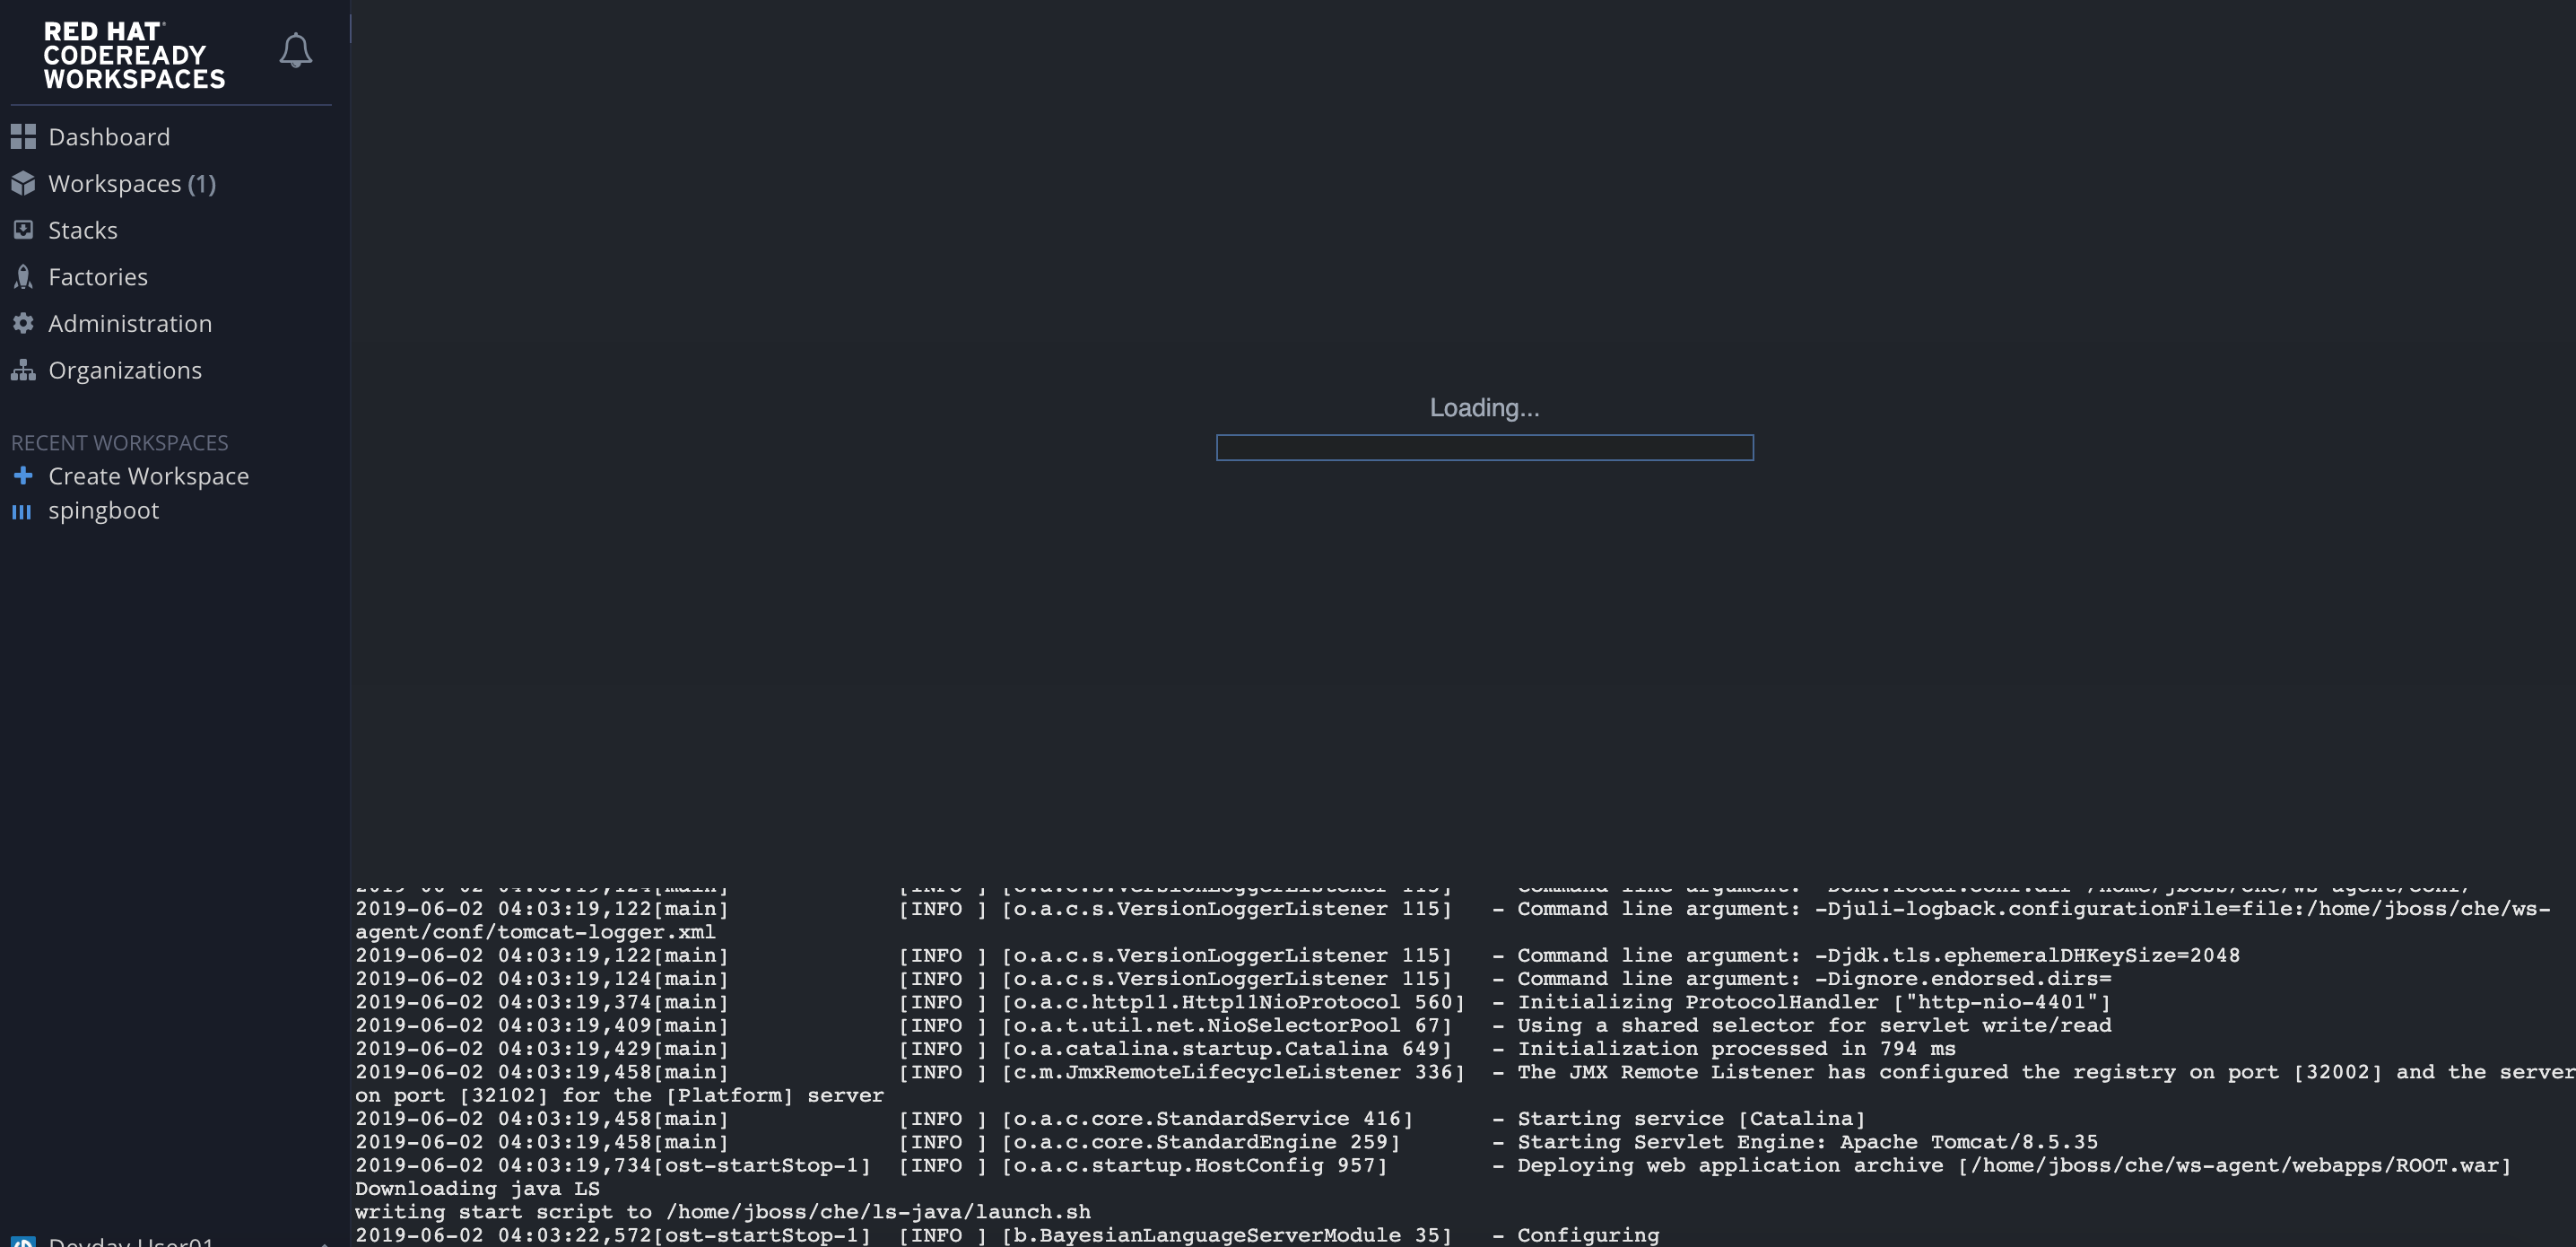 RED HAT
CODEREADY
WORKSPACES
Dashboard
Workspaces (1)
Stacks
Factories
Administration
Organizations
RECENT WORKSPACES
Create Workspace
spingboot
Devday User01
Loading...
[main] [INFO ] [o.a.c.s.VersionLoggerListener 115] - Command line argument:
2019-06-02 04:03:19,122[main] [INFO ] [o.a.c.s.VersionLoggerListener 115] - Command line argument: -Djuli-logback.configurationFile=file:/home/jboss/che/ws-
agent/conf/tomcat-logger.xml
2019-06-02 04:03:19,122[main] [INFO ] [o.a.c.s.VersionLoggerListener 115] - Command line argument: -Djdk.tls.ephemeralDHKeySize=2048
2019-06-02 04:03:19,124[main] [INFO ] [o.a.c.s.VersionLoggerListener 115] - Command line argument: -Dignore.endorsed.dirs=
2019-06-02 04:03:19,374[main] [INFO ] [o.a.c.http11.Http11NioProtocol 560] - Initializing ProtocolHandler ["http-nio-4401"]
2019-06-02 04:03:19,409[main] [INFO ] [o.a.t.util.net.NioSelectorPool 67] - Using a shared selector for servlet write/read
2019-06-02 04:03:19,429[main] [INFO ] [o.a.catalina.startup.Catalina 649] - Initialization processed in 794 ms
2019-06-02 04:03:19,458[main] [INFO ] [c.m.JmxRemoteLifecycleListener 336] - The JMX Remote Listener has configured the registry on port [32002] and the server
on port [32102] for the [Platform] server
2019-06-02 04:03:19,458[main] [INFO ] [o.a.c.core.StandardService 416] - Starting service [Catalina]
2019-06-02 04:03:19,458[main] [INFO ] [o.a.c.core.StandardEngine 259] - Starting Servlet Engine: Apache Tomcat/8.5.35
2019-06-02 04:03:19,734[ost-startStop-1] [INFO ] [o.a.c.startup.HostConfig 957] - Deploying web application archive [/home/jboss/che/ws-agent/webapps/ROOT.war]
Downloading java LS
writing start script to /home/jboss/che/ls-java/launch.sh
2019-06-02 04:03:22,572[ost-startStop-1] [INFO ] [b.BayesianLanguageServerModule 35] - Configuring